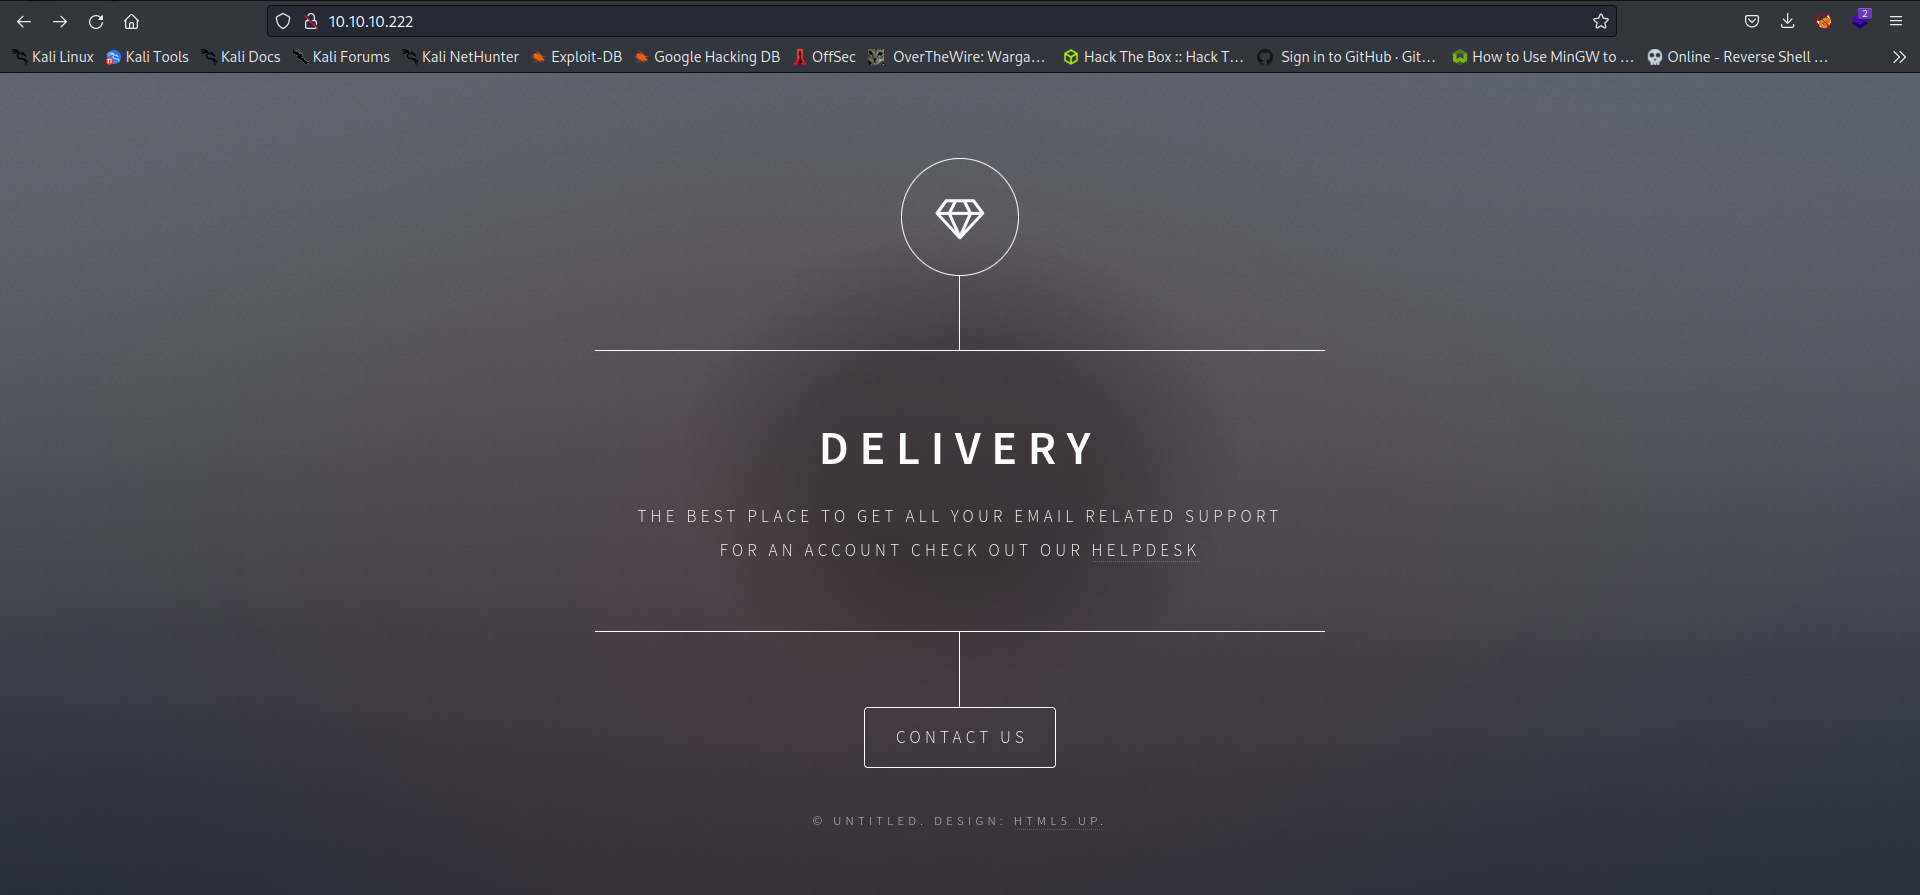 10.10.10.222
2
Kali Linux Kali Tools Kali Docs Kali Forums Kali NetHunter Exploit-DB Google Hacking DB OffSec OverTheWire: Warga… Hack The Box :: Hack T… Sign in to GitHub · Git… How to Use MinGW to … Online - Reverse Shell …
DELIVERY
THE BEST PLACE TO GET ALL YOUR EMAIL RELATED SUPPORT
FOR AN ACCOUNT CHECK OUT OUR HELPDESK
CONTACT US
© UNTITLED. DESIGN: HTML5 UP.